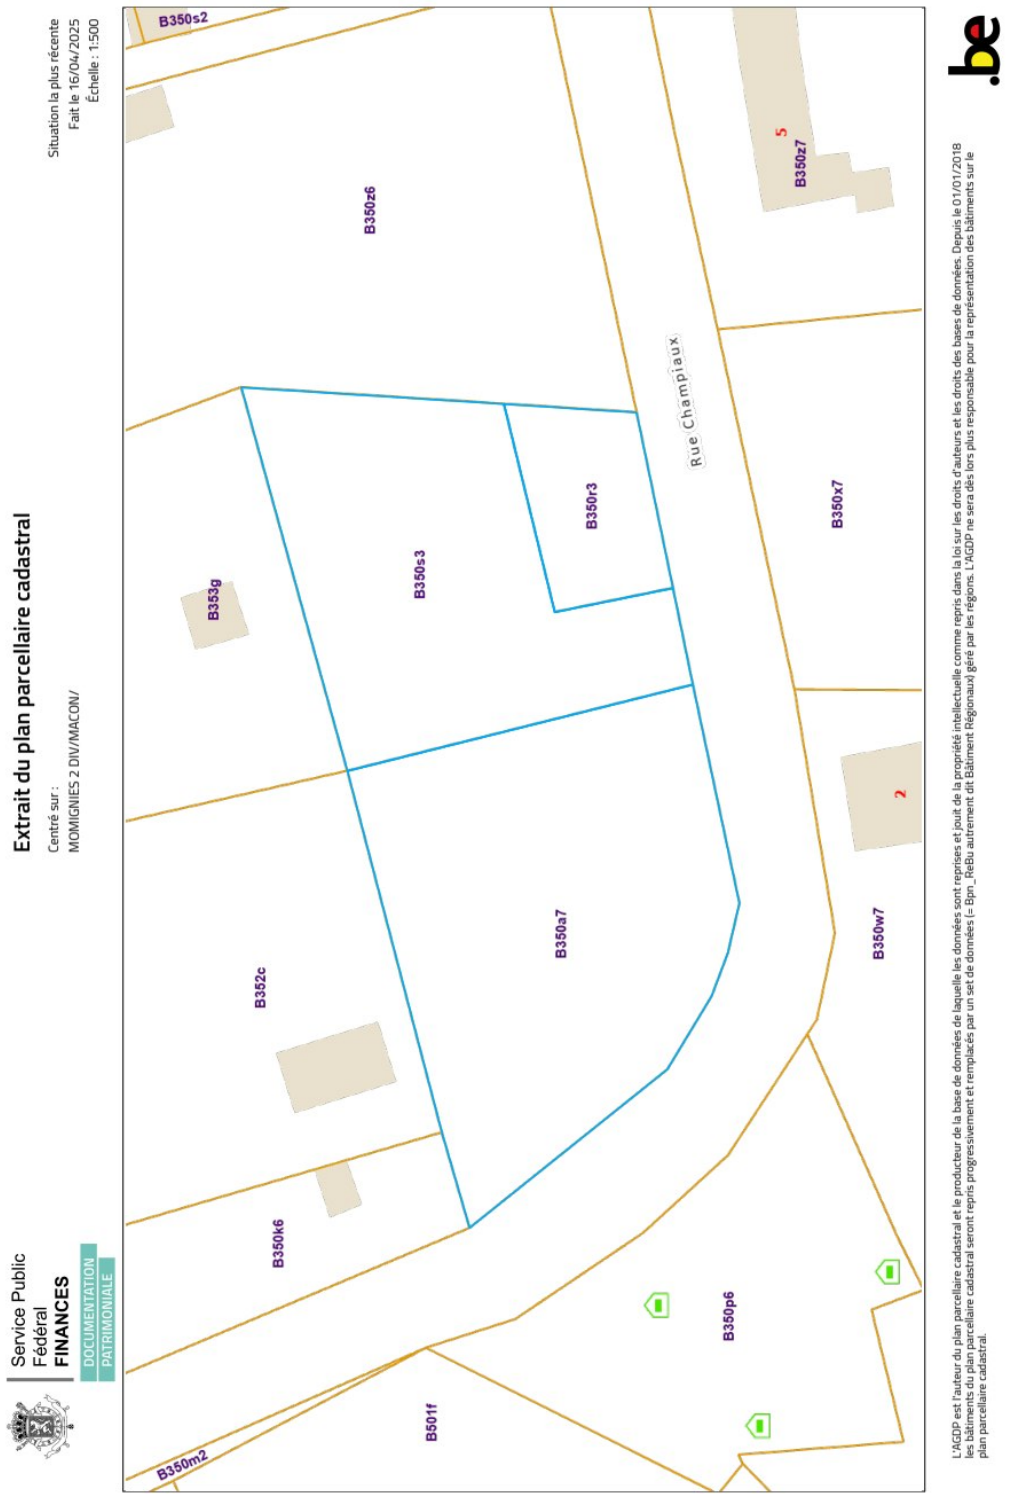 Service Public
Fédéral
FINANCES
DOCUMENTATION
PATRIMONIALE
Extrait du plan parcellaire cadastral
Centré sur :
MOMIGNIES 2 DIV/MACON/
Situation la plus récente
Fait le 16/04/2025
Échelle : 1:500
B350m2
B350k6
B352c
B353g
B350s2
B350z6
B501f
B350a7
B350s3
B350r3
Rue Champiaux
B350p6
B350w7
2
B350x7
B350z7
5
L'AGDP est l'auteur du plan parcellaire cadastral et le producteur de la base de données de laquelle les données sont reprises et jouit de la propriété intellectuelle comme repris dans la loi sur les droits d'auteurs et les droits des bases de données. Depuis le 01/01/2018
les bâtiments du plan parcellaire cadastral seront repris progressivement et remplacés par un set de données (= Bpn_ReBu autrement dit Bâtiment Régionaux) géré par les régions. L'AGDP ne sera dès lors plus responsable pour la représentation des bâtiments sur le
plan parcellaire cadastral.
.be